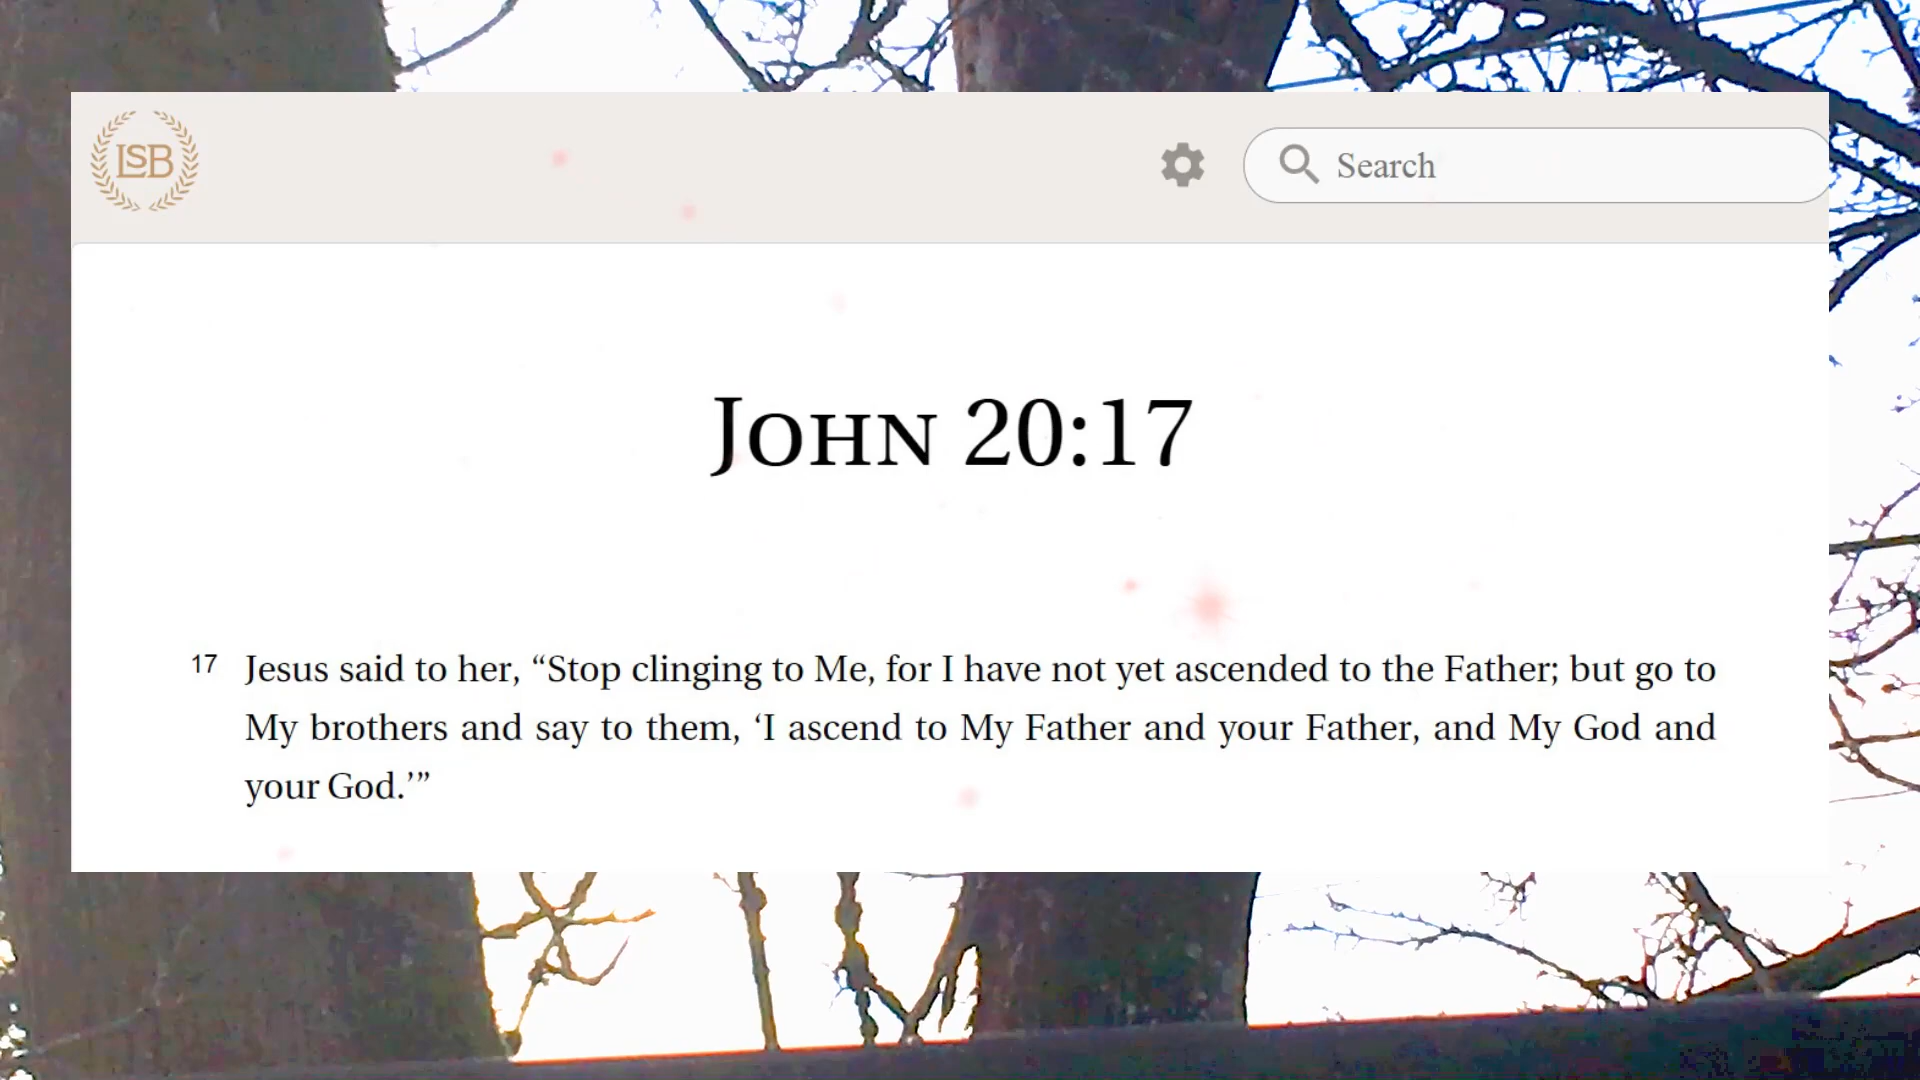 LSB
Search
John 20:17
17 Jesus said to her, “Stop clinging to Me, for I have not yet ascended to the Father; but go to
My brothers and say to them, ‘I ascend to My Father and your Father, and My God and
your God.’”